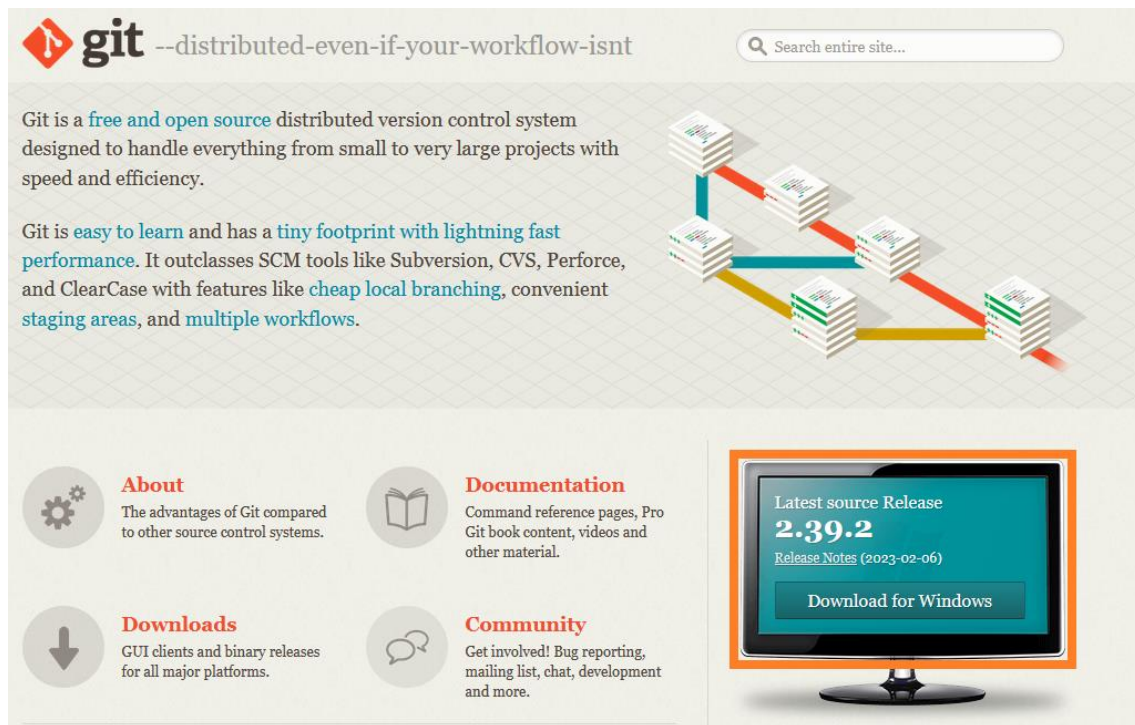 git --distributed-even-if-your-workflow-isnt
Search entire site...
Git is a free and open source distributed version control system
designed to handle everything from small to very large projects with
speed and efficiency.
Git is easy to learn and has a tiny footprint with lightning fast
performance. It outclasses SCM tools like Subversion, CVS, Perforce,
and ClearCase with features like cheap local branching, convenient
staging areas, and multiple workflows.
About
The advantages of Git compared
to other source control systems.
Documentation
Command reference pages, Pro
Git book content, videos and
other material.
Downloads
GUI clients and binary releases
for all major platforms.
Community
Get involved! Bug reporting,
mailing list, chat, development
and more.
Latest source Release
2.39.2
Release Notes (2023-02-06)
Download for Windows